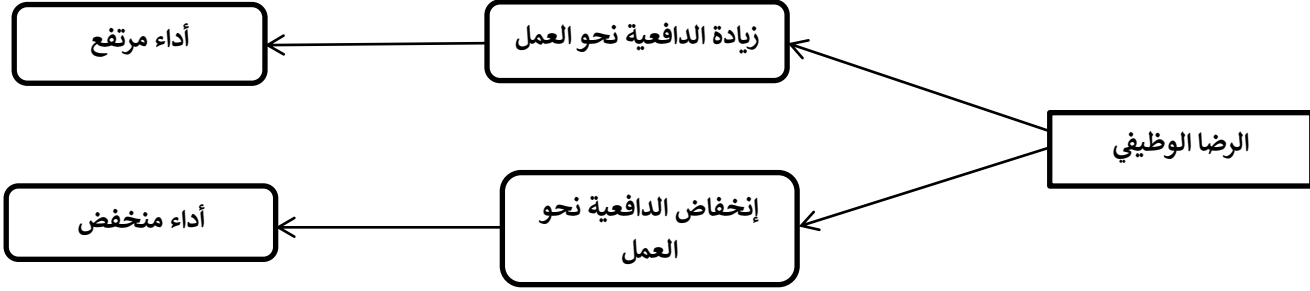 الرضا الوظيفي
زيادة الدافعية نحو العمل
أداء مرتفع
إنخفاض الدافعية نحو
العمل
أداء منخفض